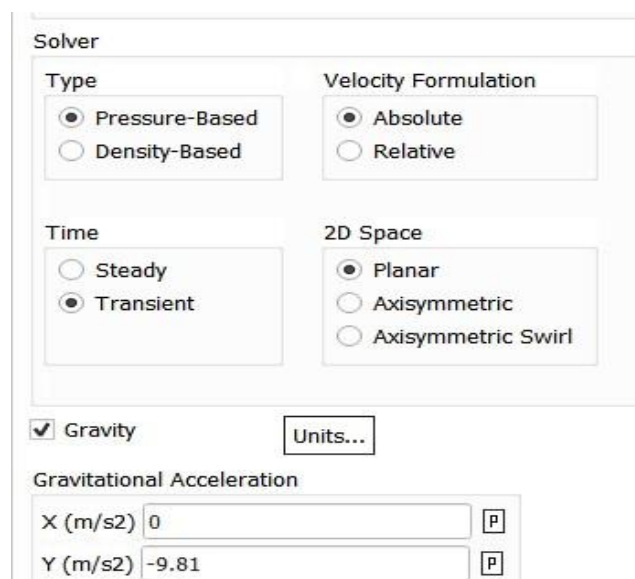 Solver
Type
Velocity Formulation
Pressure-Based
Absolute
Density-Based
Relative
Time
2D Space
Steady
Planar
Transient
Axisymmetric
Axisymmetric Swirl
Gravity
Units...
Gravitational Acceleration
X (m/s2) 0 P
Y (m/s2) -9.81 P